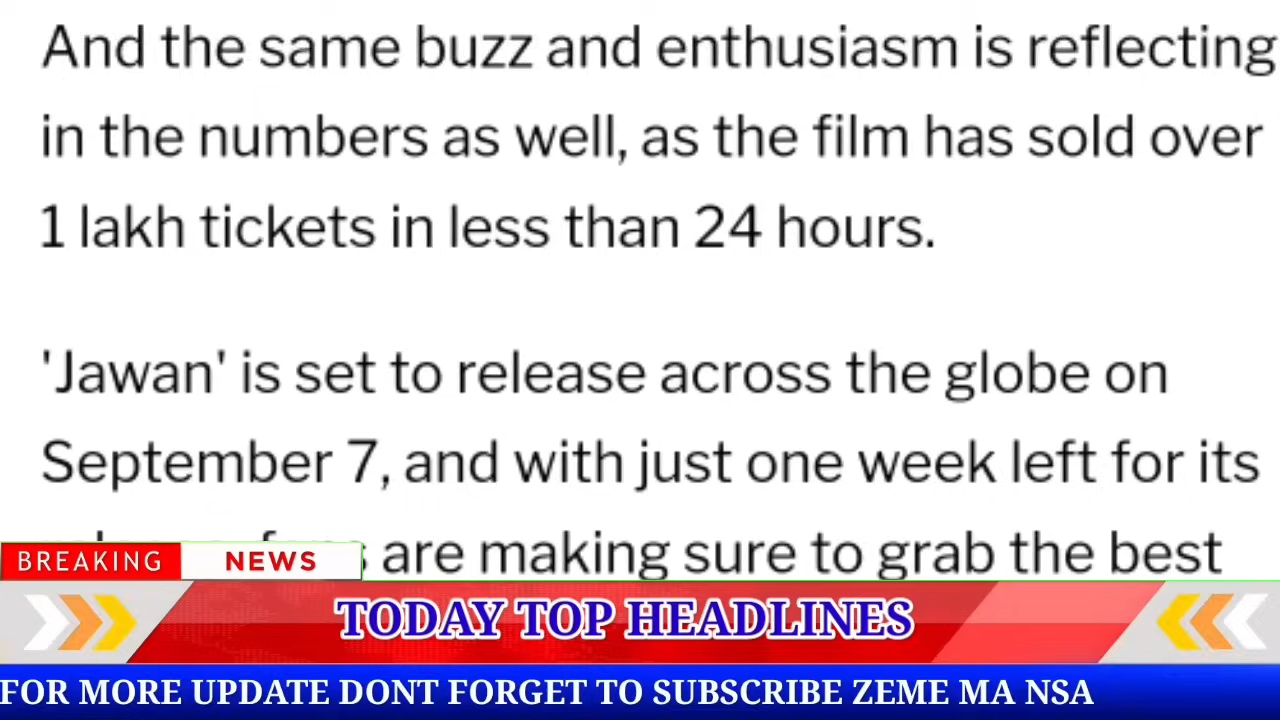 And the same buzz and enthusiasm is reflecting
in the numbers as well, as the film has sold over
1 lakh tickets in less than 24 hours.
'Jawan' is set to release across the globe on
September 7, and with just one week left for its
are making sure to grab the best
BREAKING NEWS
TODAY TOP HEADLINES
FOR MORE UPDATE DONT FORGET TO SUBSCRIBE ZEME MA NSA